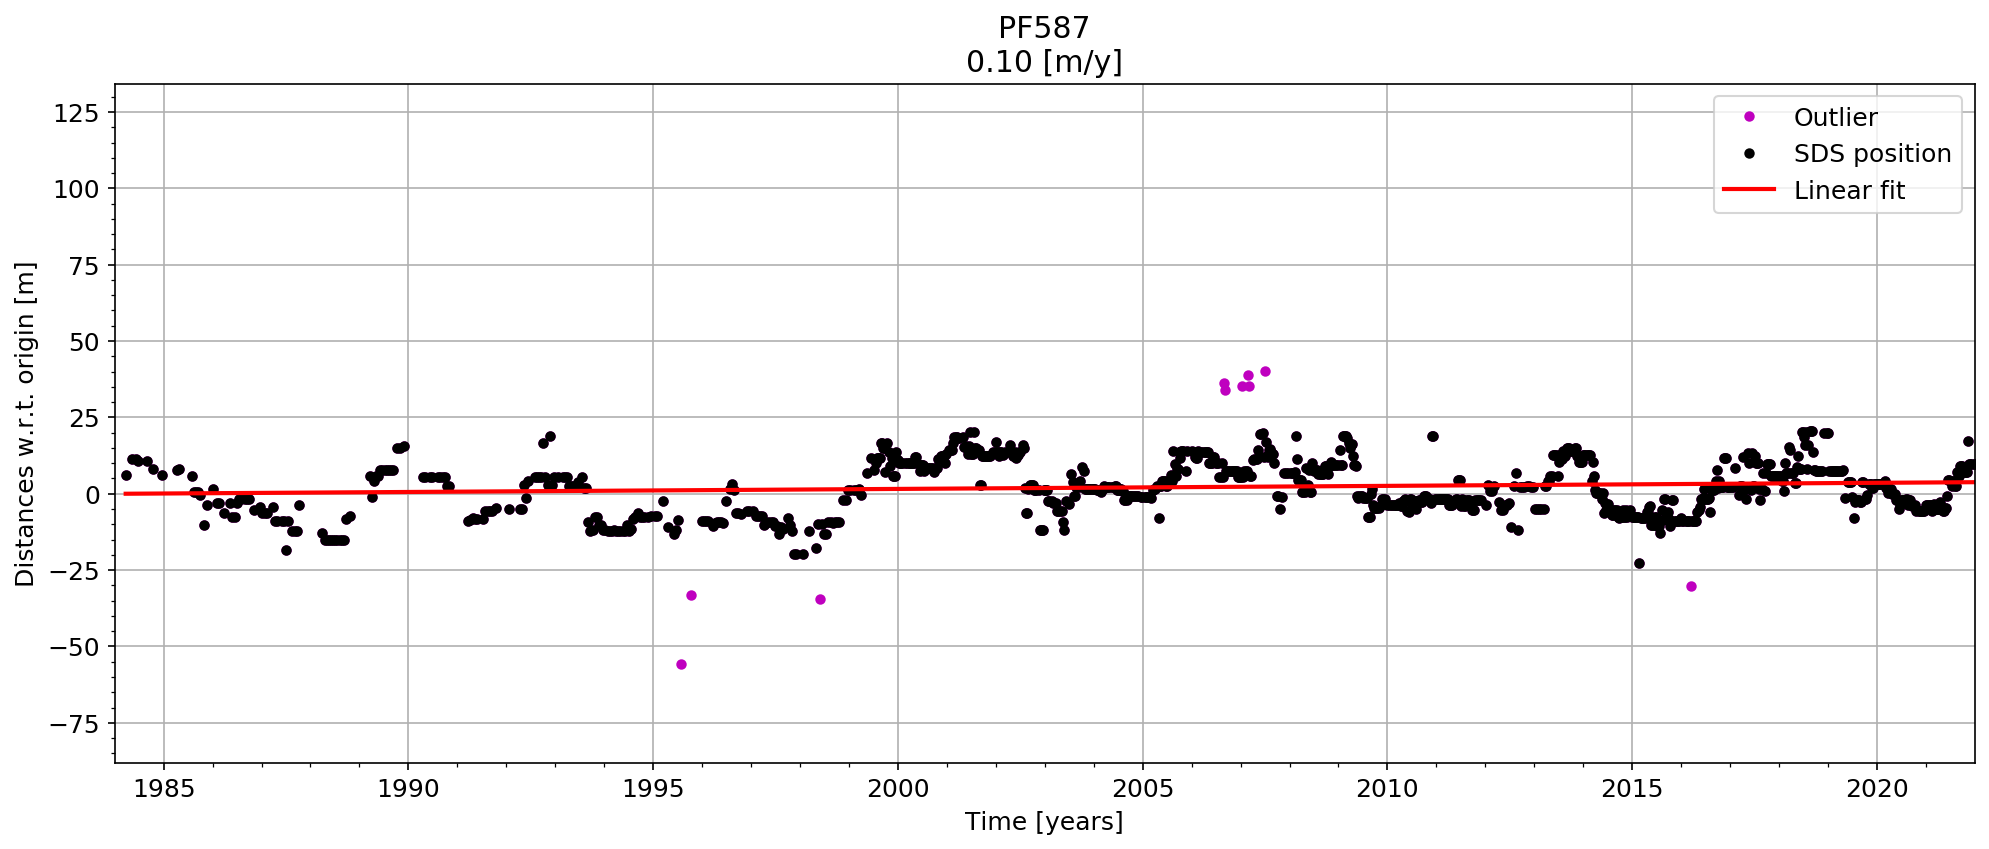 PF587
0.10 [m/y]
Outlier
SDS position
Linear fit
Distances w.r.t. origin [m]
125
100
75
50
25
0
−25
−50
−75
1985 1990 1995 2000 2005 2010 2015 2020
Time [years]